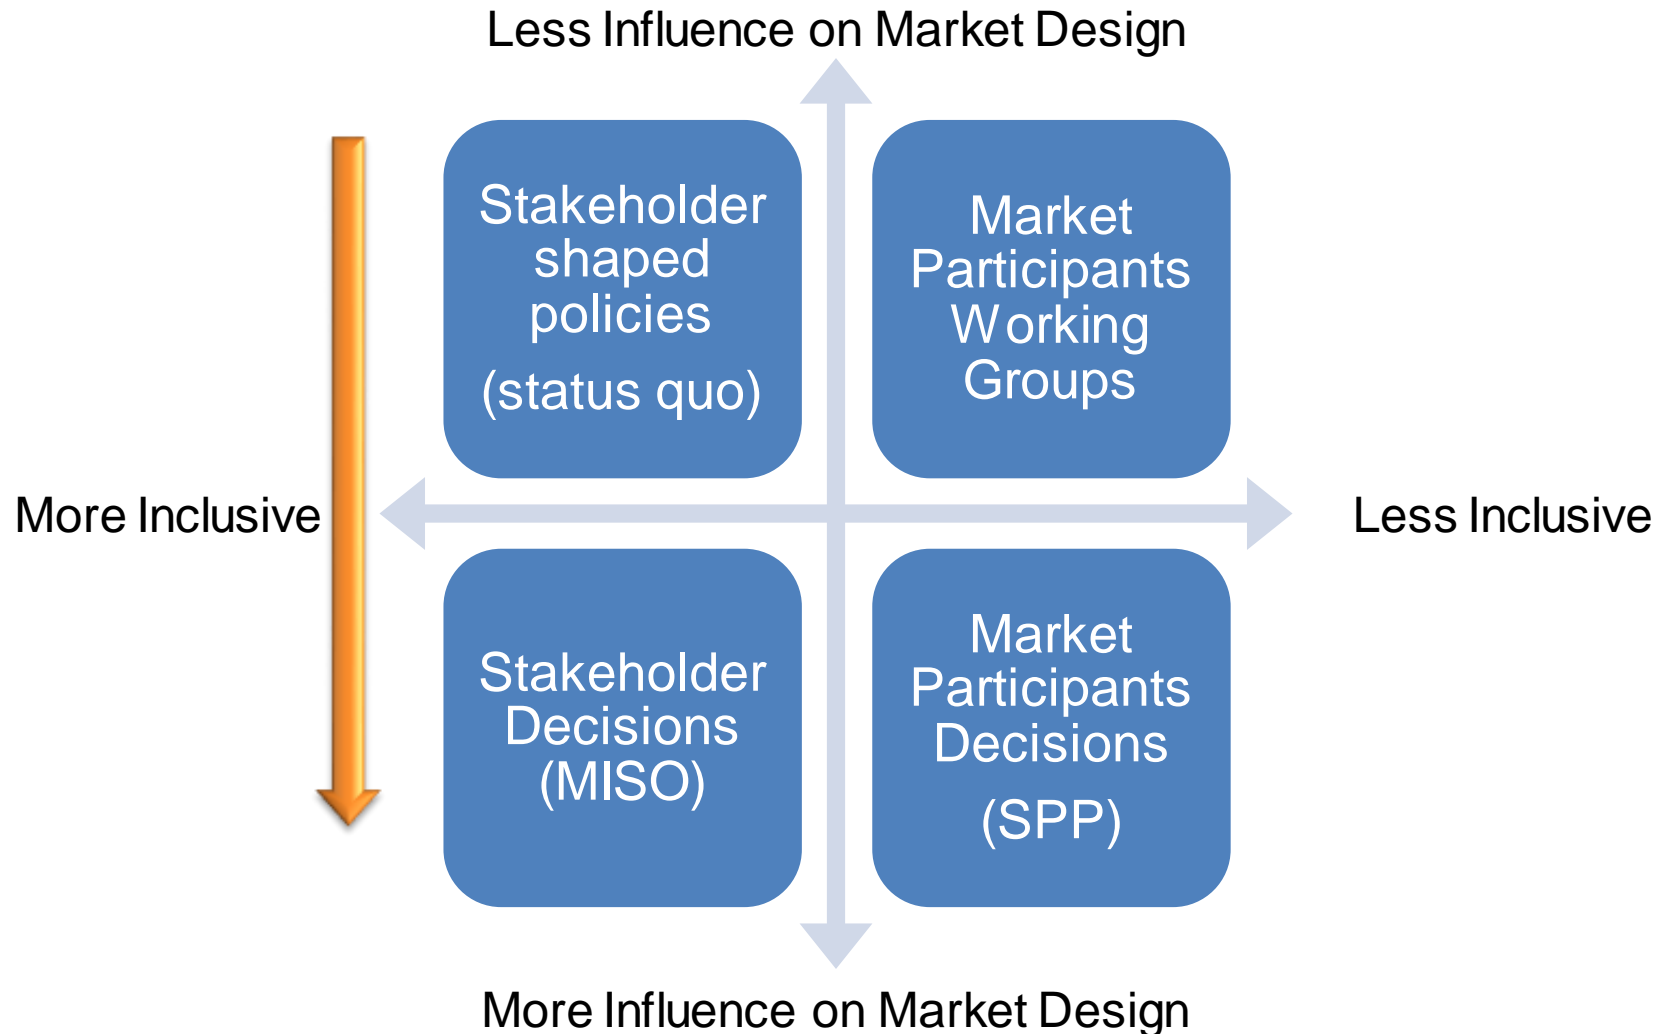 Less Influence on Market Design
Stakeholder
shaped
policies
(status quo)
Market
Participants
Working
Groups
More Inclusive
Less Inclusive
Stakeholder
Decisions
(MISO)
Market
Participants
Decisions
(SPP)
More Influence on Market Design